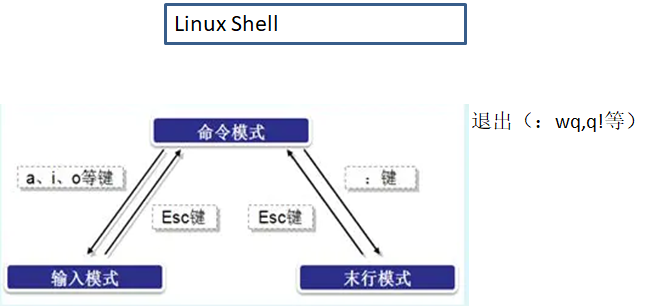 Linux Shell
命令模式
退出（：wq,q!等）
a、i、o等键
：键
Esc键
Esc键
输入模式
末行模式